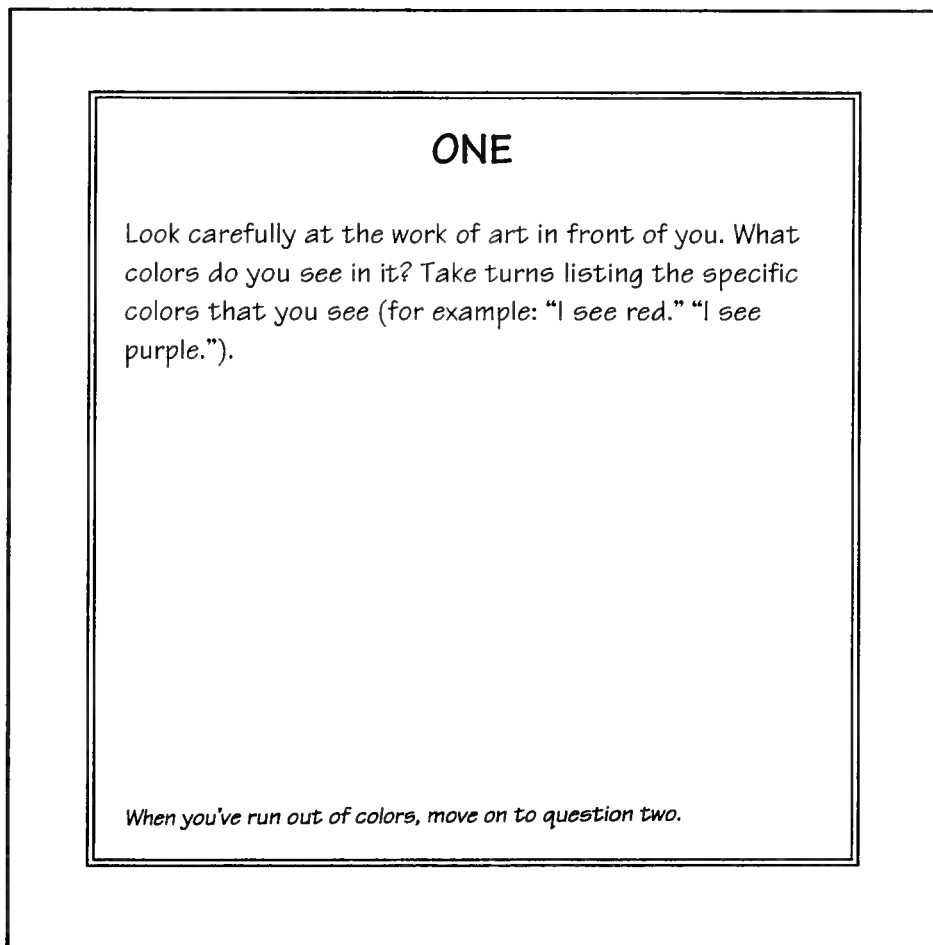 ONE
Look carefully at the work of art in front of you. What
colors do you see in it? Take turns listing the specific
colors that you see (for example: “I see red.” “I see
purple.”).
When you've run out of colors, move on to question two.